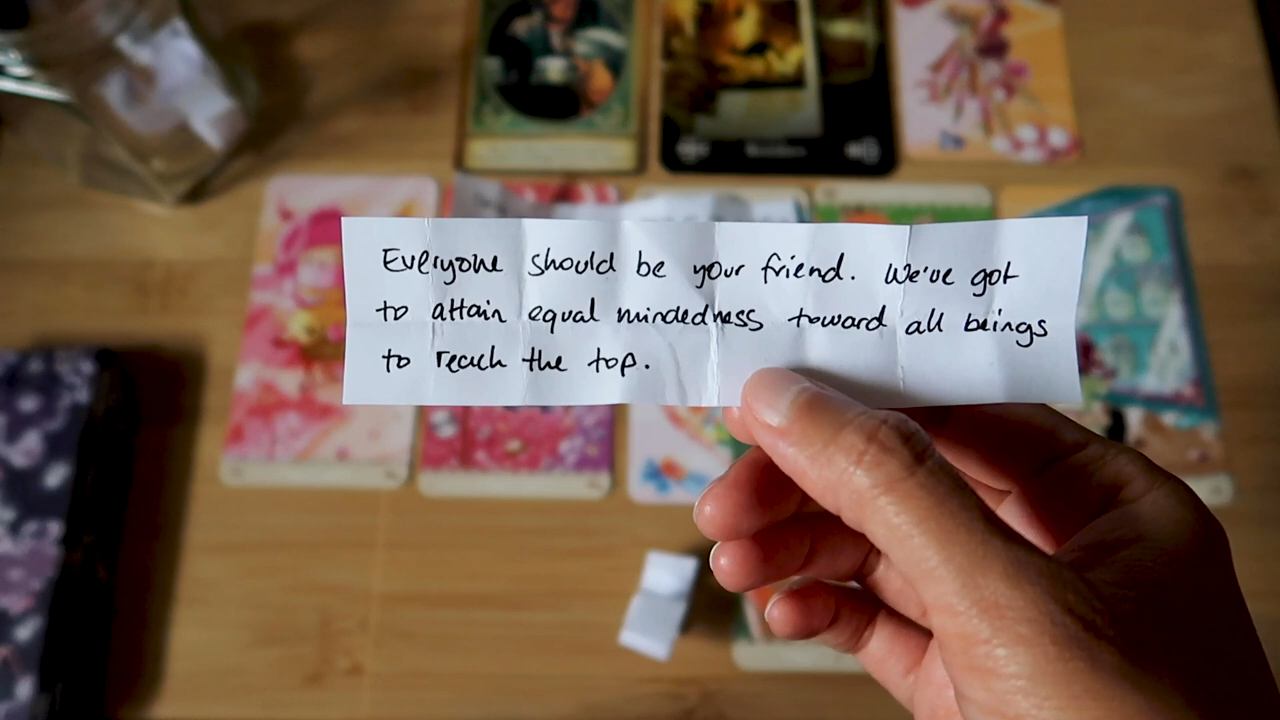 Everyone should be your friend. We've got
to attain equal mindedness toward all beings
to reach the top.